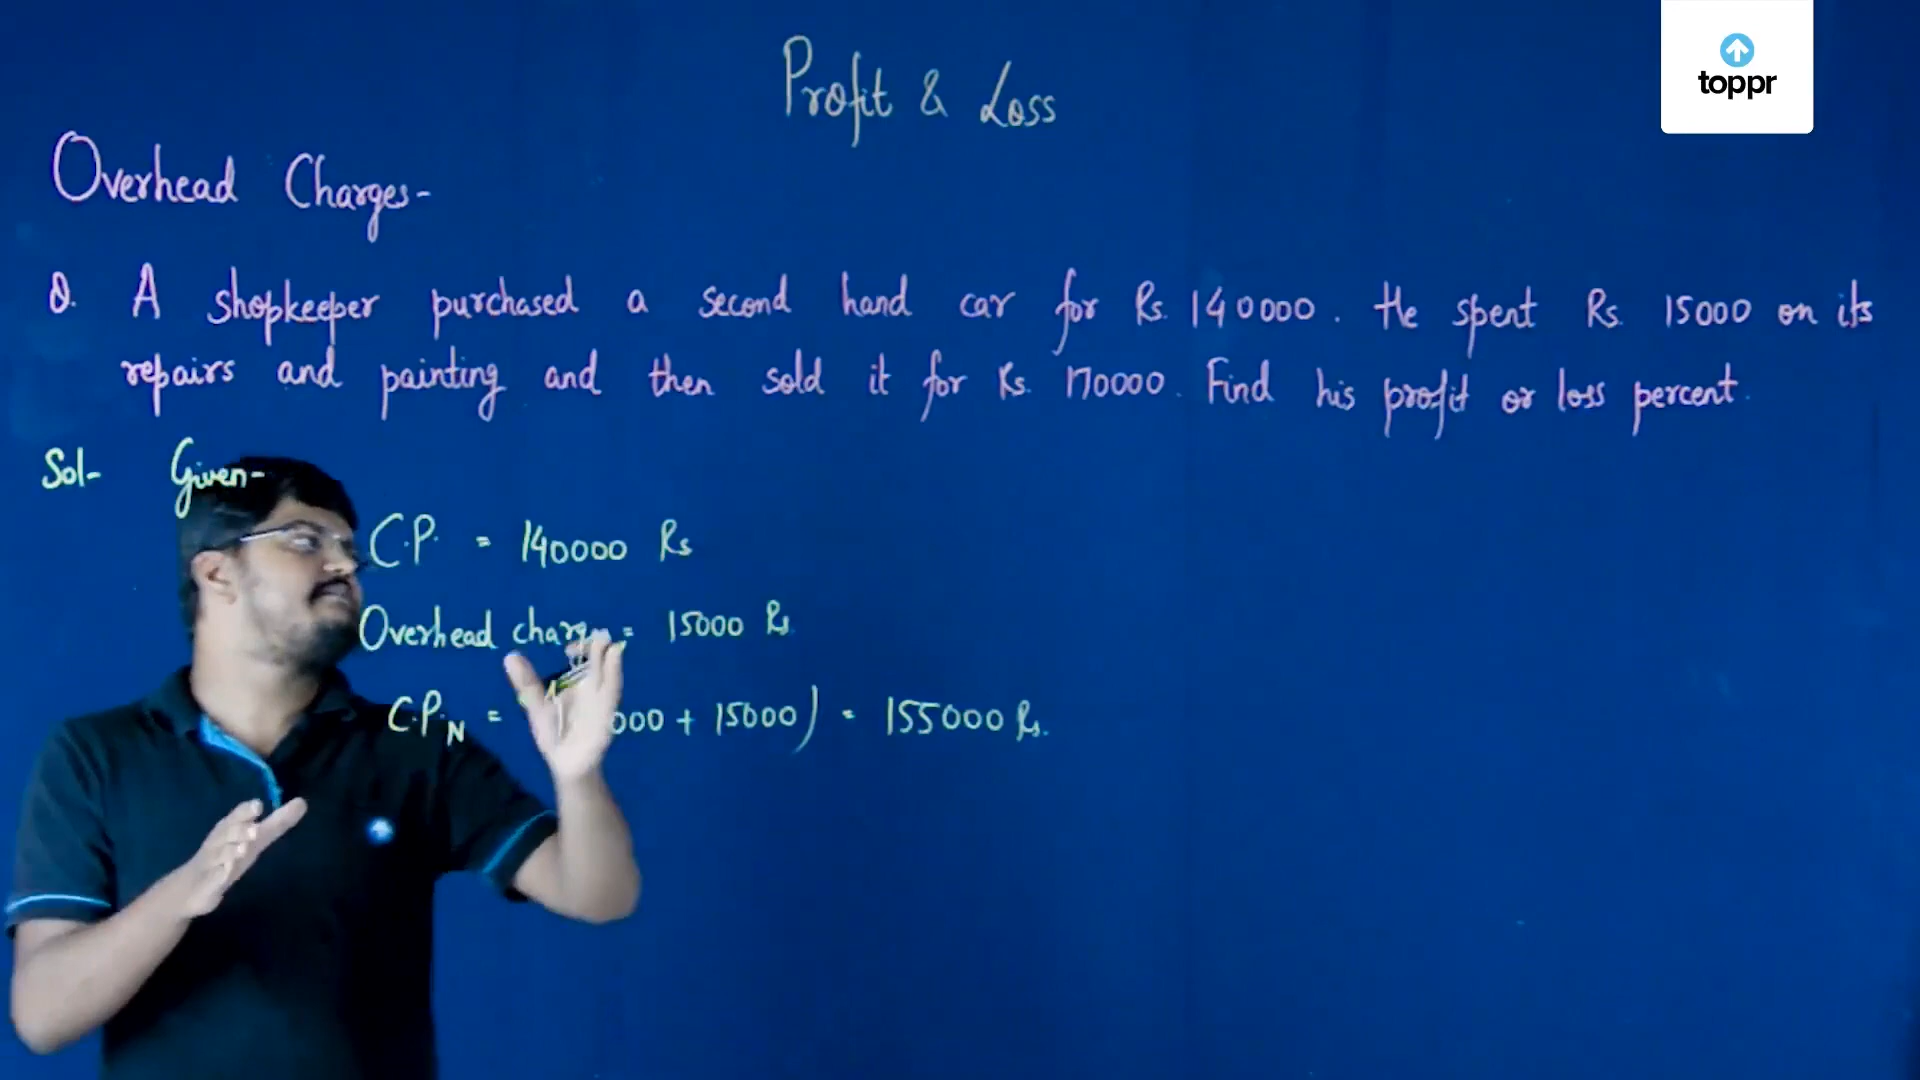 toppr
Profit & Loss
Overhead Charges-
Q. A shopkeeper purchased a second hand car for Rs. 140000. He spent Rs. 15000 on its
repairs and painting and then sold it for Rs. 170000. Find his profit or loss percent.
Sol- Given-
C.P. = 140000 Rs
Overhead = 15000 Rs.
C.P.N = 000 + 15000) = 155000 Rs.